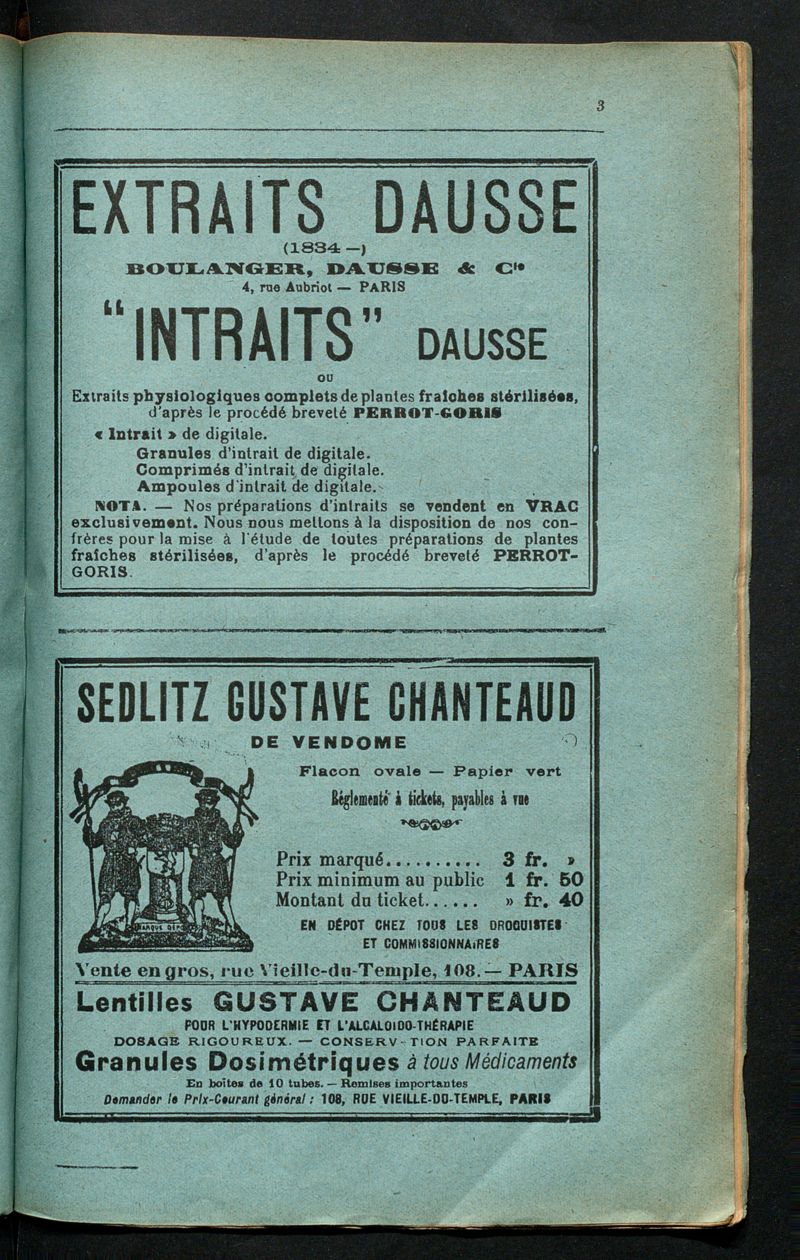 3
EXTRAITS DAUSSE
(1834 —)
BOULANGER, DAUSSE & Cie
4, rue Aubriot — PARIS
"INTRAITS" DAUSSE
OU
Extraits physiologiques complets de plantes fraîches stérilisées,
d'après le procédé breveté PERROT-GORIS
« Intrait » de digitale.
Granules d'intrait de digitale.
Comprimés d'intrait de digitale.
Ampoules d'intrait de digitale.
NOTA. — Nos préparations d'intraits se vendent en VRAC
exclusivement. Nous nous mettons à la disposition de nos con-
frères pour la mise à l'étude de toutes préparations de plantes
fraîches stérilisées, d'après le procédé breveté PERROT-
GORIS.
SEDLITZ GUSTAVE CHANTEAUD
DE VENDOME
Flacon ovale — Papier vert
Réglementé à tickets, payables à vue
Prix marqué.......... 3 fr. »
Prix minimum au public 1 fr. 50
Montant du ticket...... » fr. 40
EN DÉPOT CHEZ TOUS LES DROGUISTES
ET COMMISSIONNAIRES
MARQUE DÉP
Vente en gros, rue Vieille-du-Temple, 108. — PARIS
Lentilles GUSTAVE CHANTEAUD
POUR L'HYPODERMIE ET L'ALCALOIDO-THÉRAPIE
DOSAGE RIGOUREUX. — CONSERV TION PARFAITE
Granules Dosimétriques à tous Médicaments
En boîtes de 10 tubes. — Remises importantes
Demander le Prix-Courant général : 108, RUE VIEILLE-DU-TEMPLE, PARIS